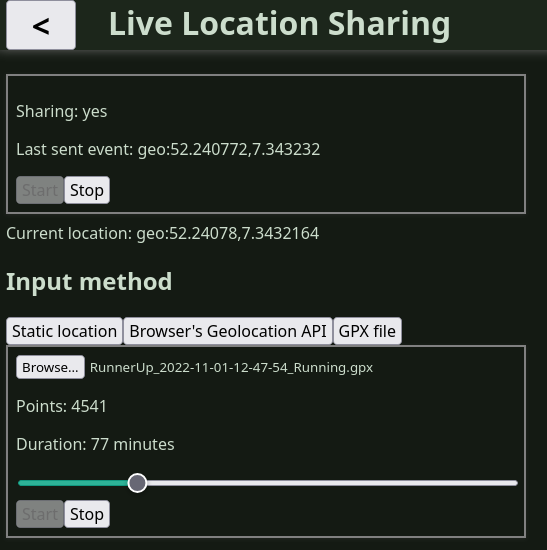 < Live Location Sharing
Sharing: yes
Last sent event: geo:52.240772,7.343232
Start Stop
Current location: geo:52.24078,7.3432164
Input method
Static location Browser's Geolocation API GPX file
Browse... RunnerUp_2022-11-01-12-47-54_Running.gpx
Points: 4541
Duration: 77 minutes
Start Stop